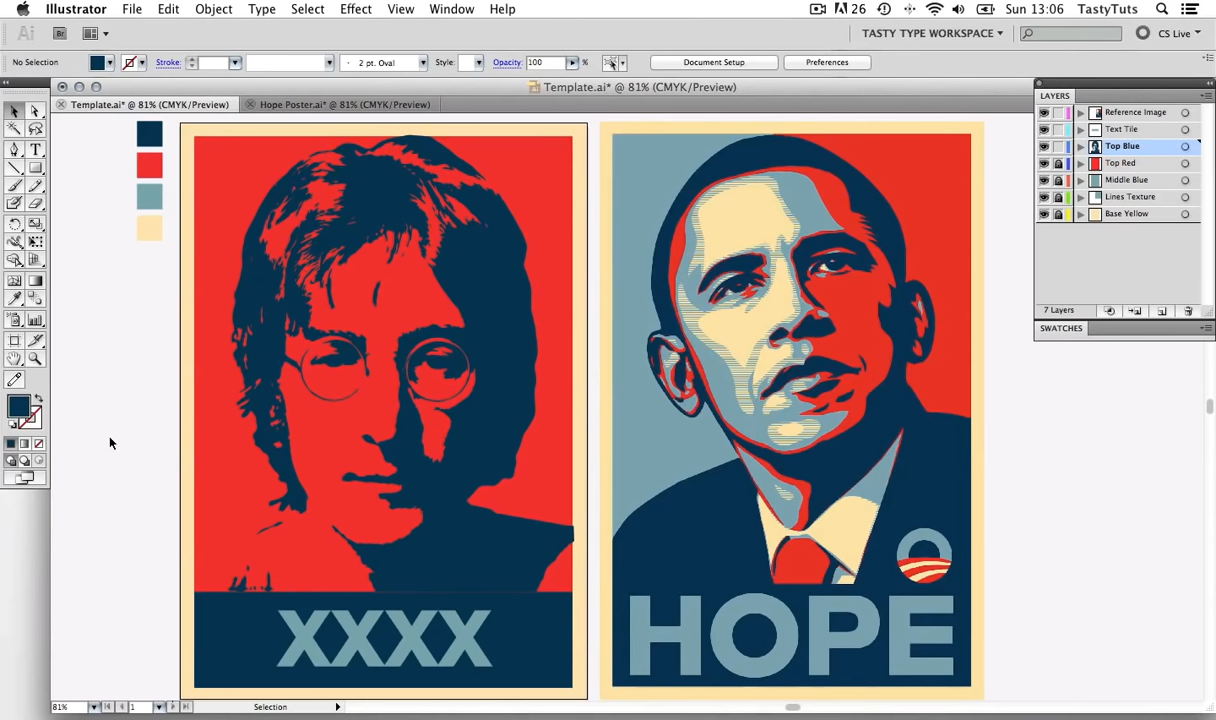 Illustrator File Edit Object Type Select Effect View Window Help
26 Sun 13:06 TastyTuts
Ai Br TASTY TYPE WORKSPACE CS Live
No Selection Stroke: 2 pt. Oval Style: Opacity: 100 % Document Setup Preferences
Template.ai* @ 81% (CMYK/Preview)
Template.ai* @ 81% (CMYK/Preview) Hope Poster.ai* @ 81% (CMYK/Preview)
LAYERS
Reference Image
Text Tile
Top Blue
Top Red
Middle Blue
Lines Texture
Base Yellow
7 Layers
SWATCHES
XXXX
HOPE
81% 1 Selection